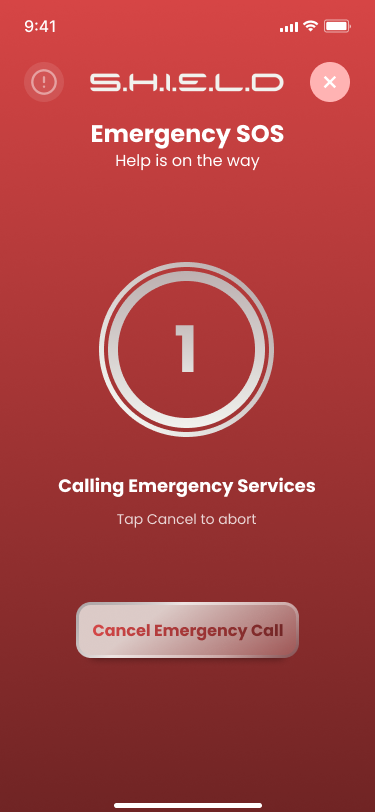 9:41
S.H.I.E.L.D
Emergency SOS
Help is on the way
1
Calling Emergency Services
Tap Cancel to abort
Cancel Emergency Call